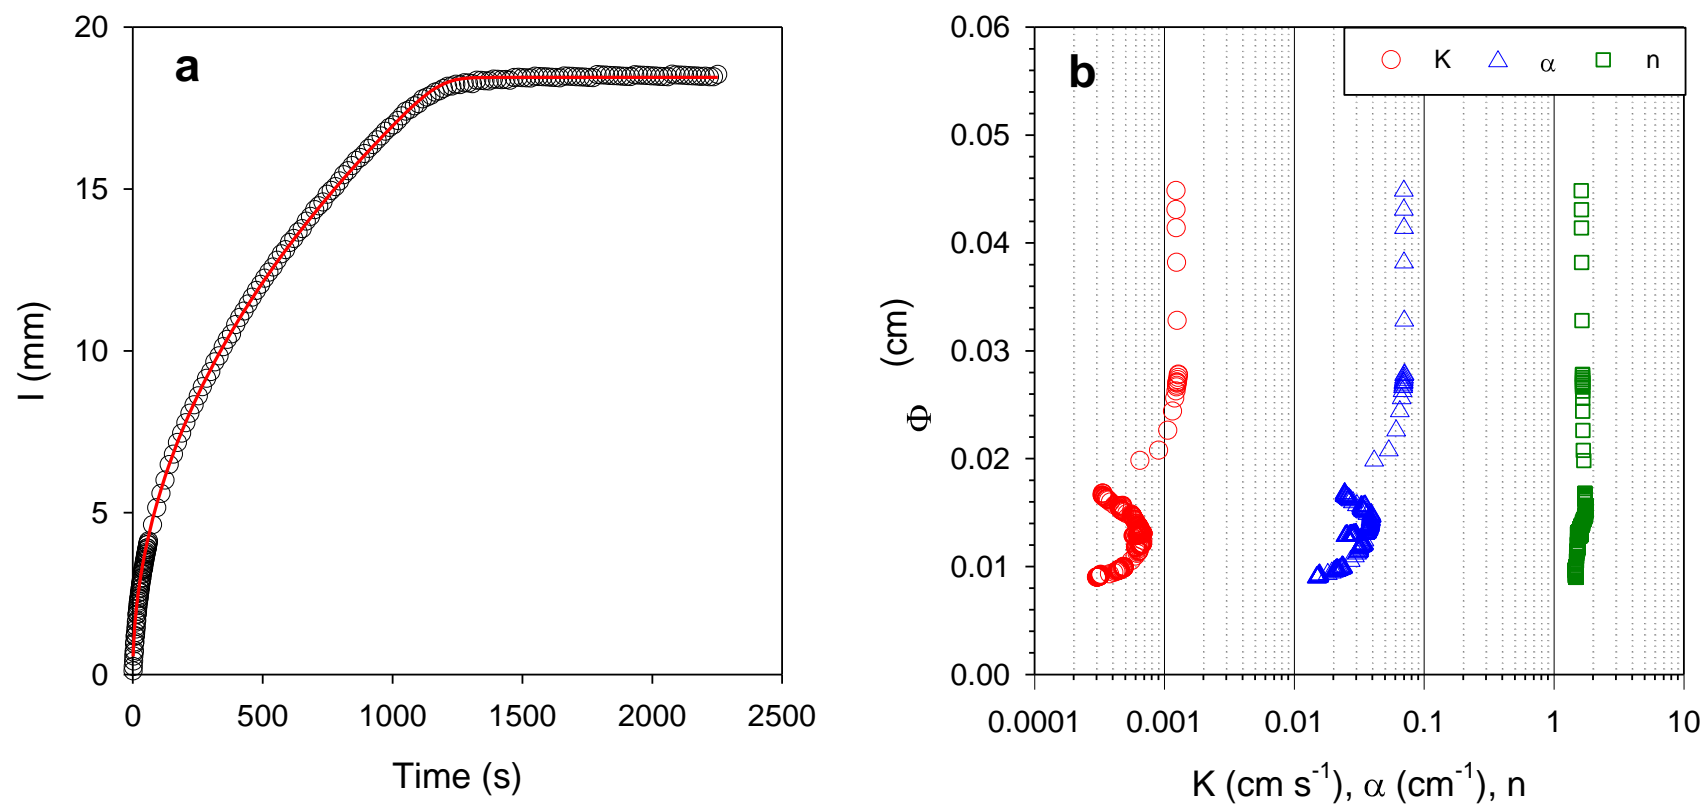 a
20
15
10
5
0
I (mm)
0 500 1000 1500 2000 2500
Time (s)
b
K α n
0.06
0.05
0.04
0.03
0.02
0.01
0.00
Φ (cm)
0.0001 0.001 0.01 0.1 1 10
K (cm s⁻¹), α (cm⁻¹), n